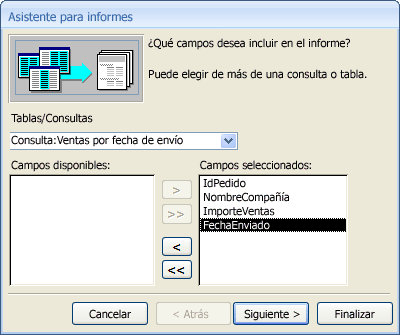 Asistente para informes
¿Qué campos desea incluir en el informe?
Puede elegir de más de una consulta o tabla.
Tablas/Consultas
Consulta:Ventas por fecha de envío
Campos disponibles:
Campos seleccionados:
IdPedido
NombreCompañía
ImporteVentas
FechaEnviado
>
>>
<
<<
Cancelar
< Atrás
Siguiente >
Finalizar